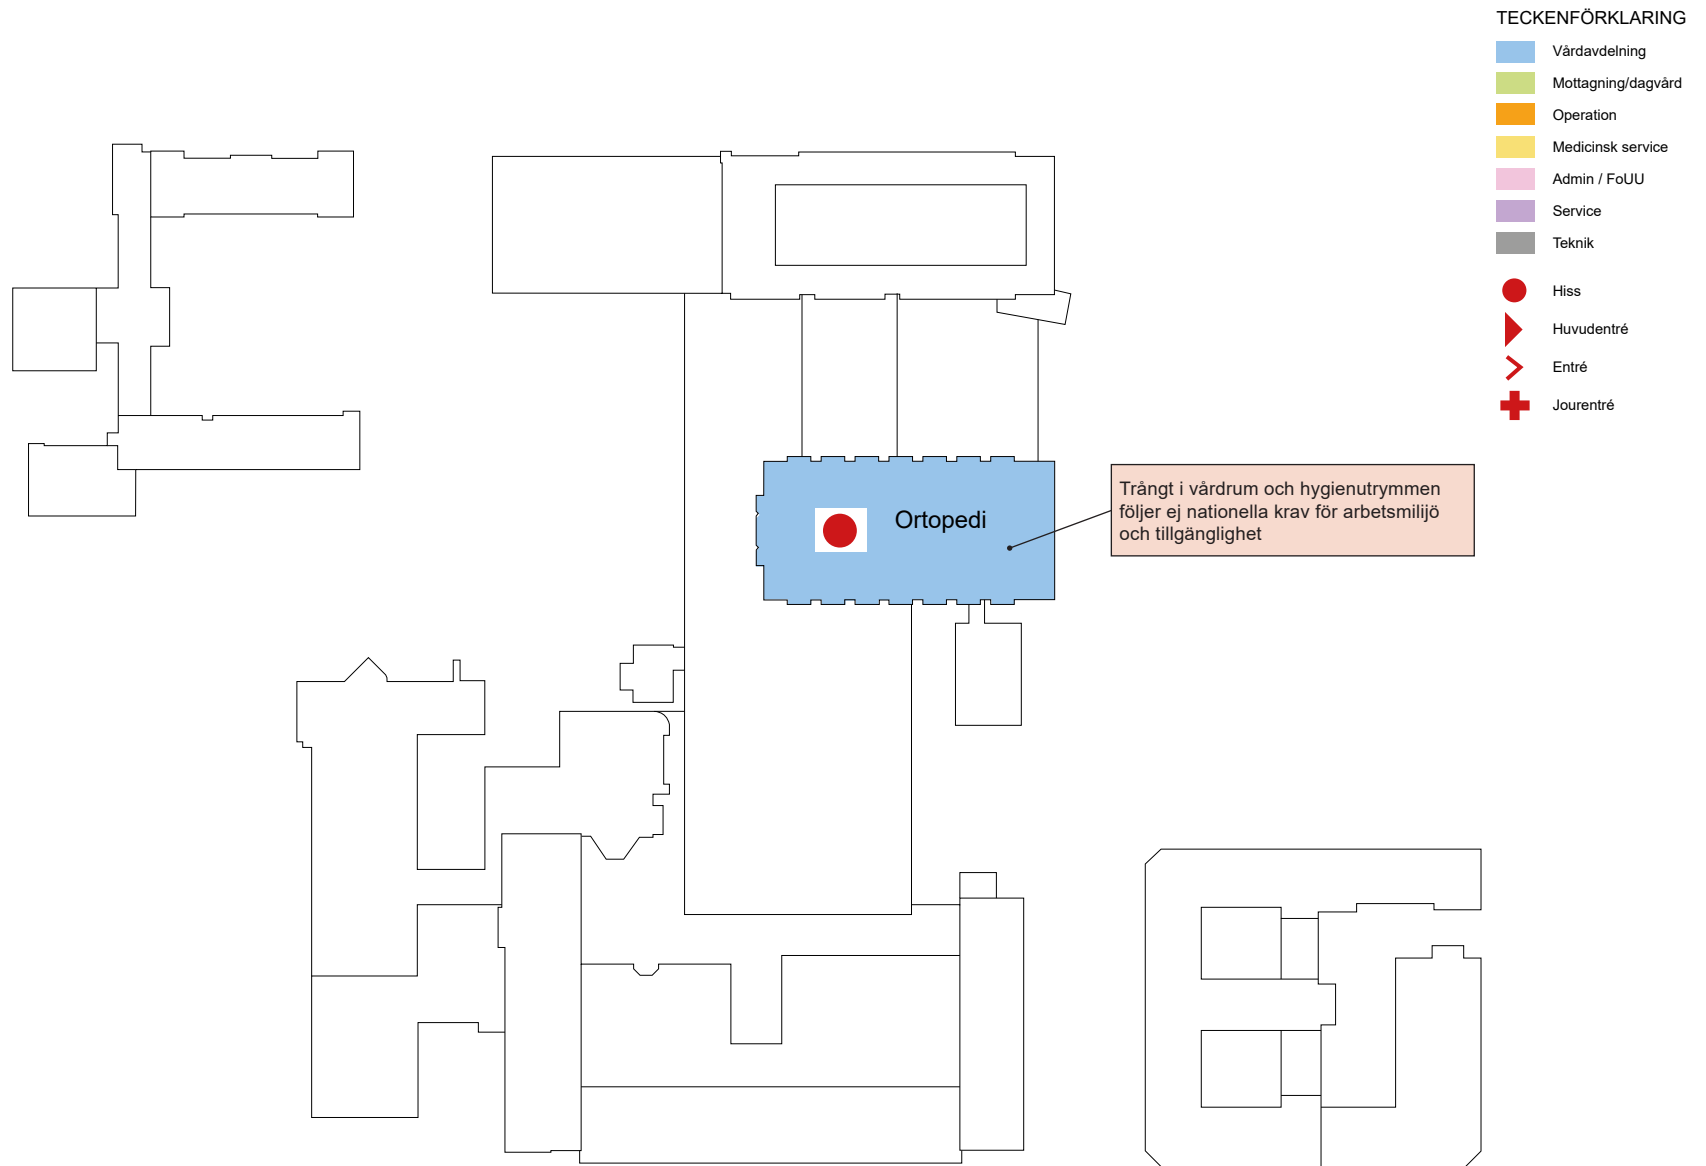 TECKENFÖRKLARING
Vårdavdelning
Mottagning/dagvård
Operation
Medicinsk service
Admin / FoUU
Service
Teknik
Hiss
Huvudentré
Entré
Jourentré
Ortopedi
Trångt i vårdrum och hygienutrymmen
följer ej nationella krav för arbetsmilijö
och tillgänglighet